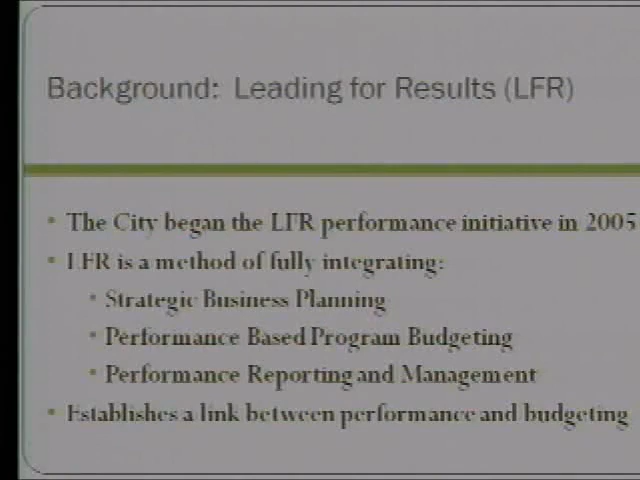 Background: Leading for Results (LFR)
• The City began the LFR performance initiative in 2005
• LFR is a method of fully integrating:
• Strategic Business Planning
• Performance Based Program Budgeting
• Performance Reporting and Management
• Establishes a link between performance and budgeting